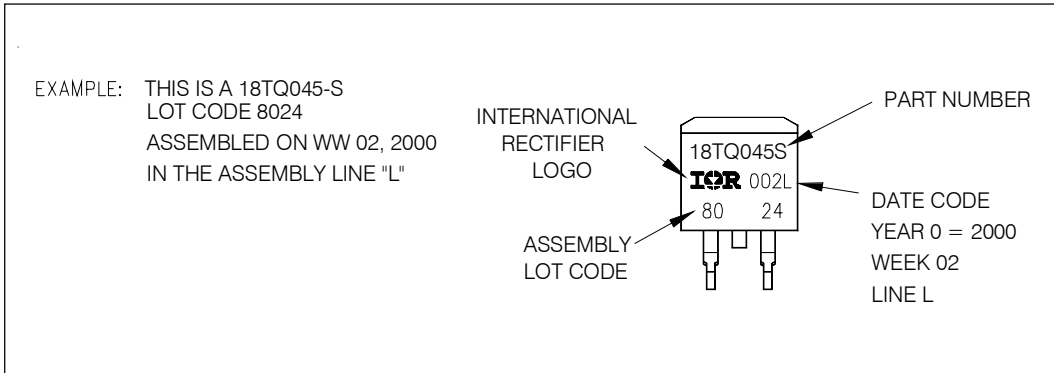 EXAMPLE: THIS IS A 18TQ045-S
LOT CODE 8024
ASSEMBLED ON WW 02, 2000
IN THE ASSEMBLY LINE "L"
INTERNATIONAL
RECTIFIER
LOGO
ASSEMBLY
LOT CODE
18TQ045S
IOR 002L
80 24
PART NUMBER
DATE CODE
YEAR 0 = 2000
WEEK 02
LINE L